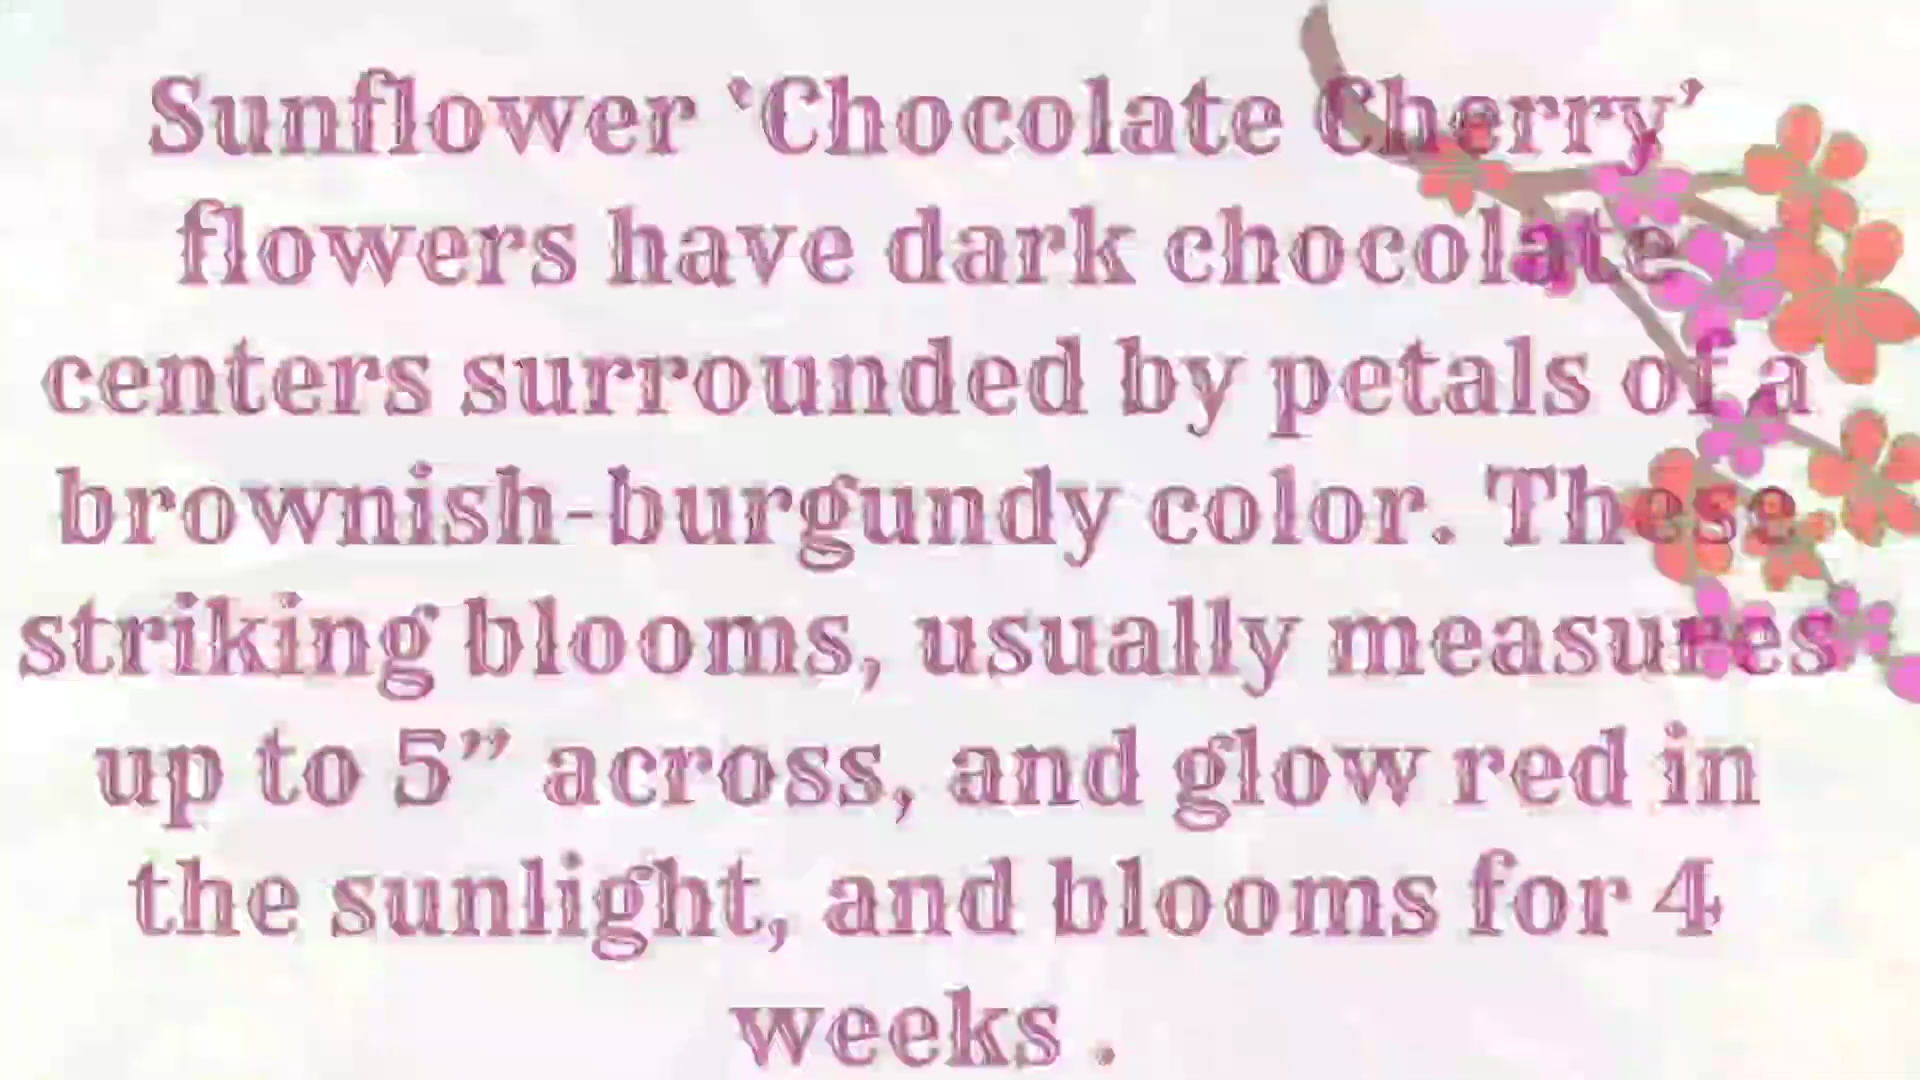 Sunflower ‛Chocolate Cherry’
flowers have dark chocolate
centers surrounded by petals of a
brownish-burgundy color. These
striking blooms, usually measures
up to 5” across, and glow red in
the sunlight, and blooms for 4
weeks .